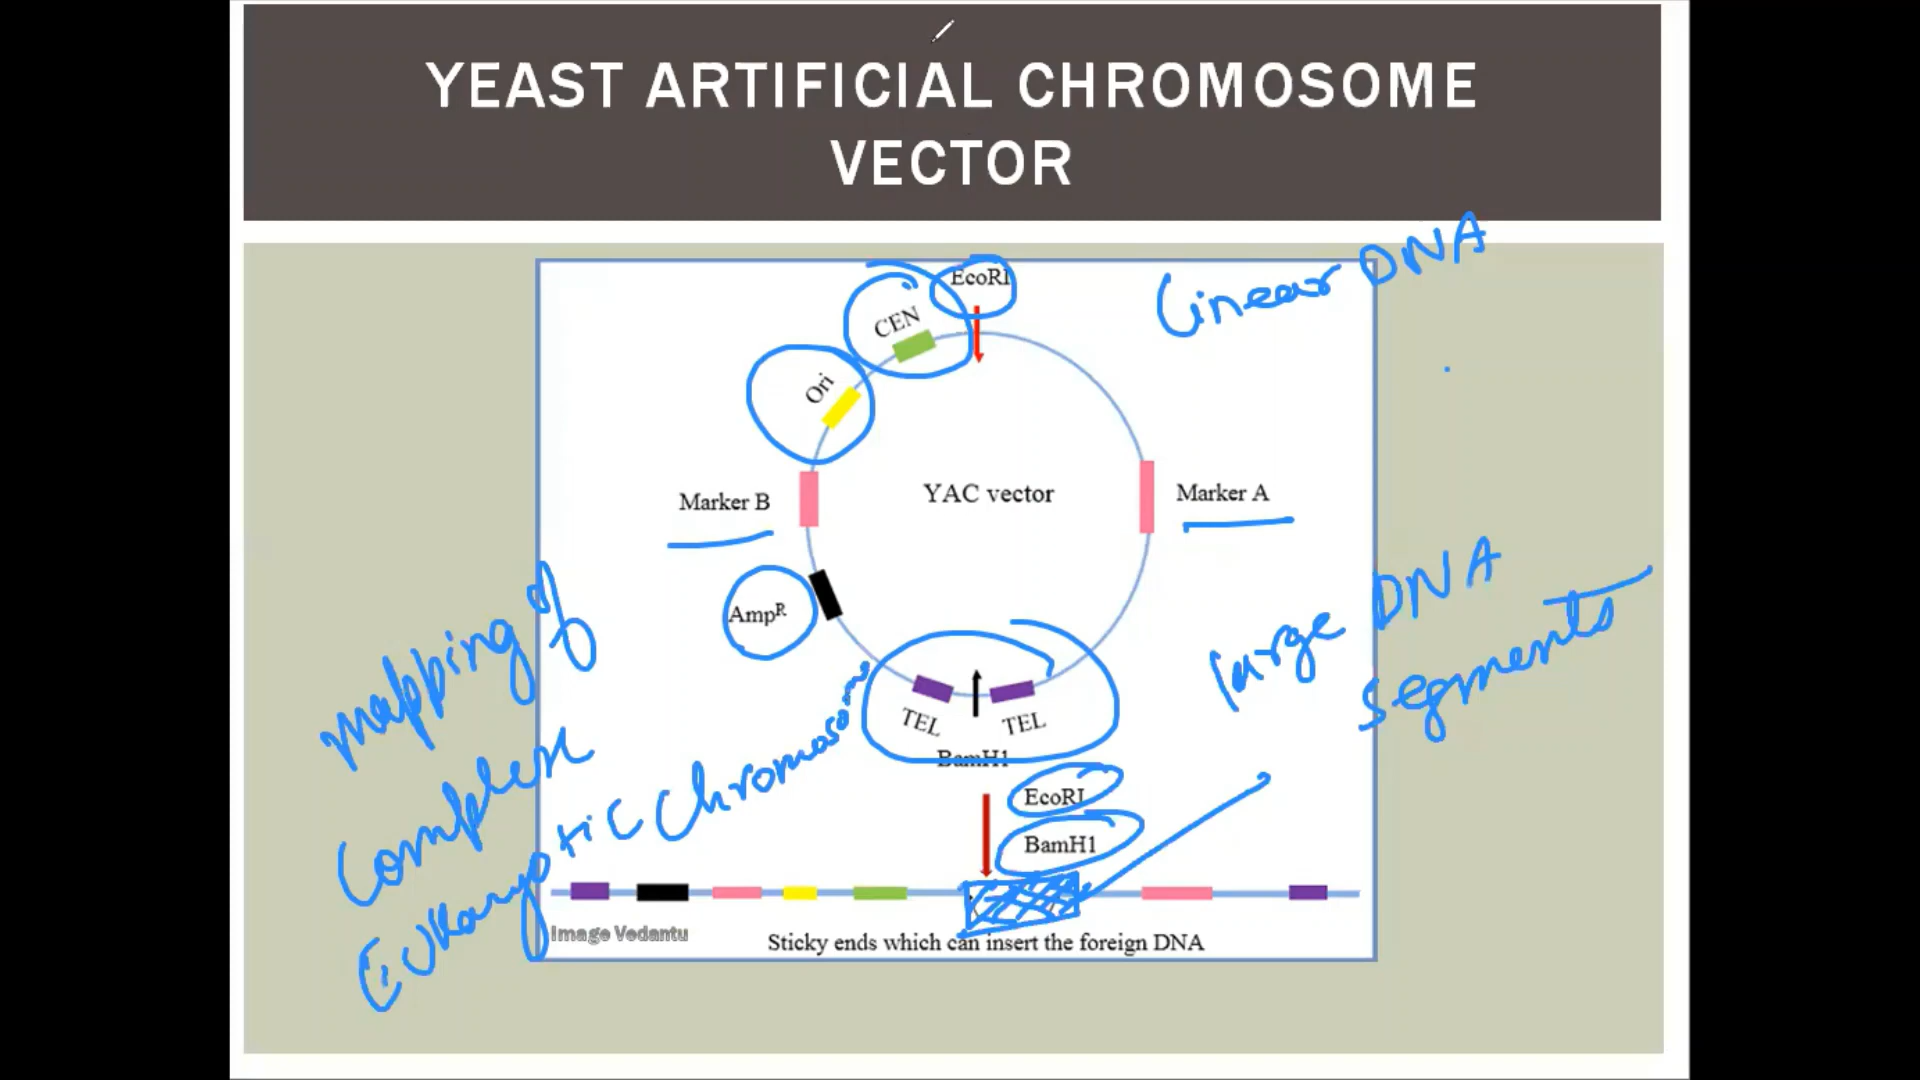 YEAST ARTIFICIAL CHROMOSOME
VECTOR
EcoRI
Linear DNA
CEN
Ori
Marker B
YAC vector
Marker A
Amp^R
TEL
TEL
BamH1
large DNA
segments
mapping of
complex
Eukaryotic chromosome
EcoRI
BamH1
Image Vedantu
Sticky ends which can insert the foreign DNA